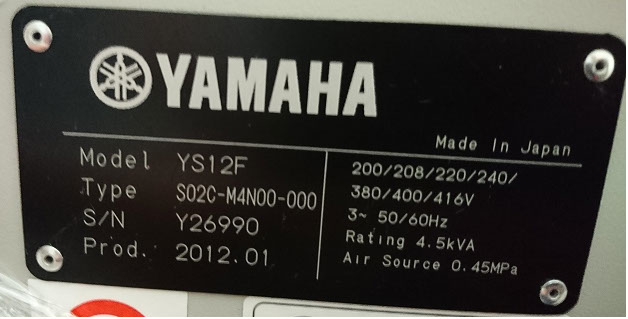 YAMAHA
Made In Japan
Model YS12F
Type S02C-M4N00-000
S/N Y26990
Prod. 2012.01
200/208/220/240/
380/400/416V
3~ 50/60Hz
Rating 4.5kVA
Air Source 0.45MPa